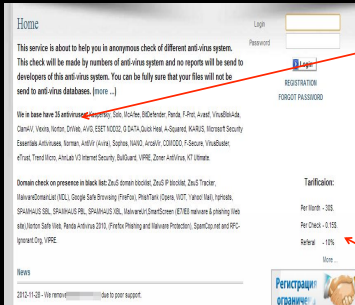 Home
This service is about to help you in anonymous check of different anti-virus system.
This check will be made by numbers of anti-virus system and no reports will be send to
developers of this anti-virus system. You can be fully sure that your files will not be
send to anti-virus databases. (more ...)
We in base have 35 antiviruses: Kaspersky, Solo, McAfee, BitDefender, Panda, F-Prot, Avast!, VirusBlokAda,
ClamAV, Vexira, Norton, DrWeb, AVG, ESET NOD32, G DATA, Quick Heal, A-Squared, IKARUS, Microsoft Security
Essentials Antiviruses, Norman, AntiVir (Avira), Sophos, NANO, ArcaVir, COMODO, F-Secure, VirusBuster,
eTrust, Trend Micro, AhnLab V3 Internet Security, BullGuard, VIPRE, Zoner AntiVirus, K7 Ultimate.
Domain check on presence in black list: ZeuS domain blocklist, ZeuS IP blocklist, ZeuS Tracker,
MalwareDomainList (MDL), Google Safe Browsing (FireFox), PhishTank (Opera, WOT, Yahoo! Mail), hpHosts,
SPAMHAUS SBL, SPAMHAUS PBL, SPAMHAUS XBL, MalwareUrl,SmartScreen (IE7/IE8 malware & phishing Web
site),Norton Safe Web, Panda Antivirus 2010, (Firefox Phishing and Malware Protection), SpamCop.net and RFC-
Ignorant.Org, VIPRE.
News
2012-11-28 - We remove due to poor support.
Login
Password
Login
REGISTRATION
FORGOT PASSWORD
Tarification:
Per Month - 30$.
Per Check - 0.15$.
Referal - 10%
More ...
Регистрация
ограничен